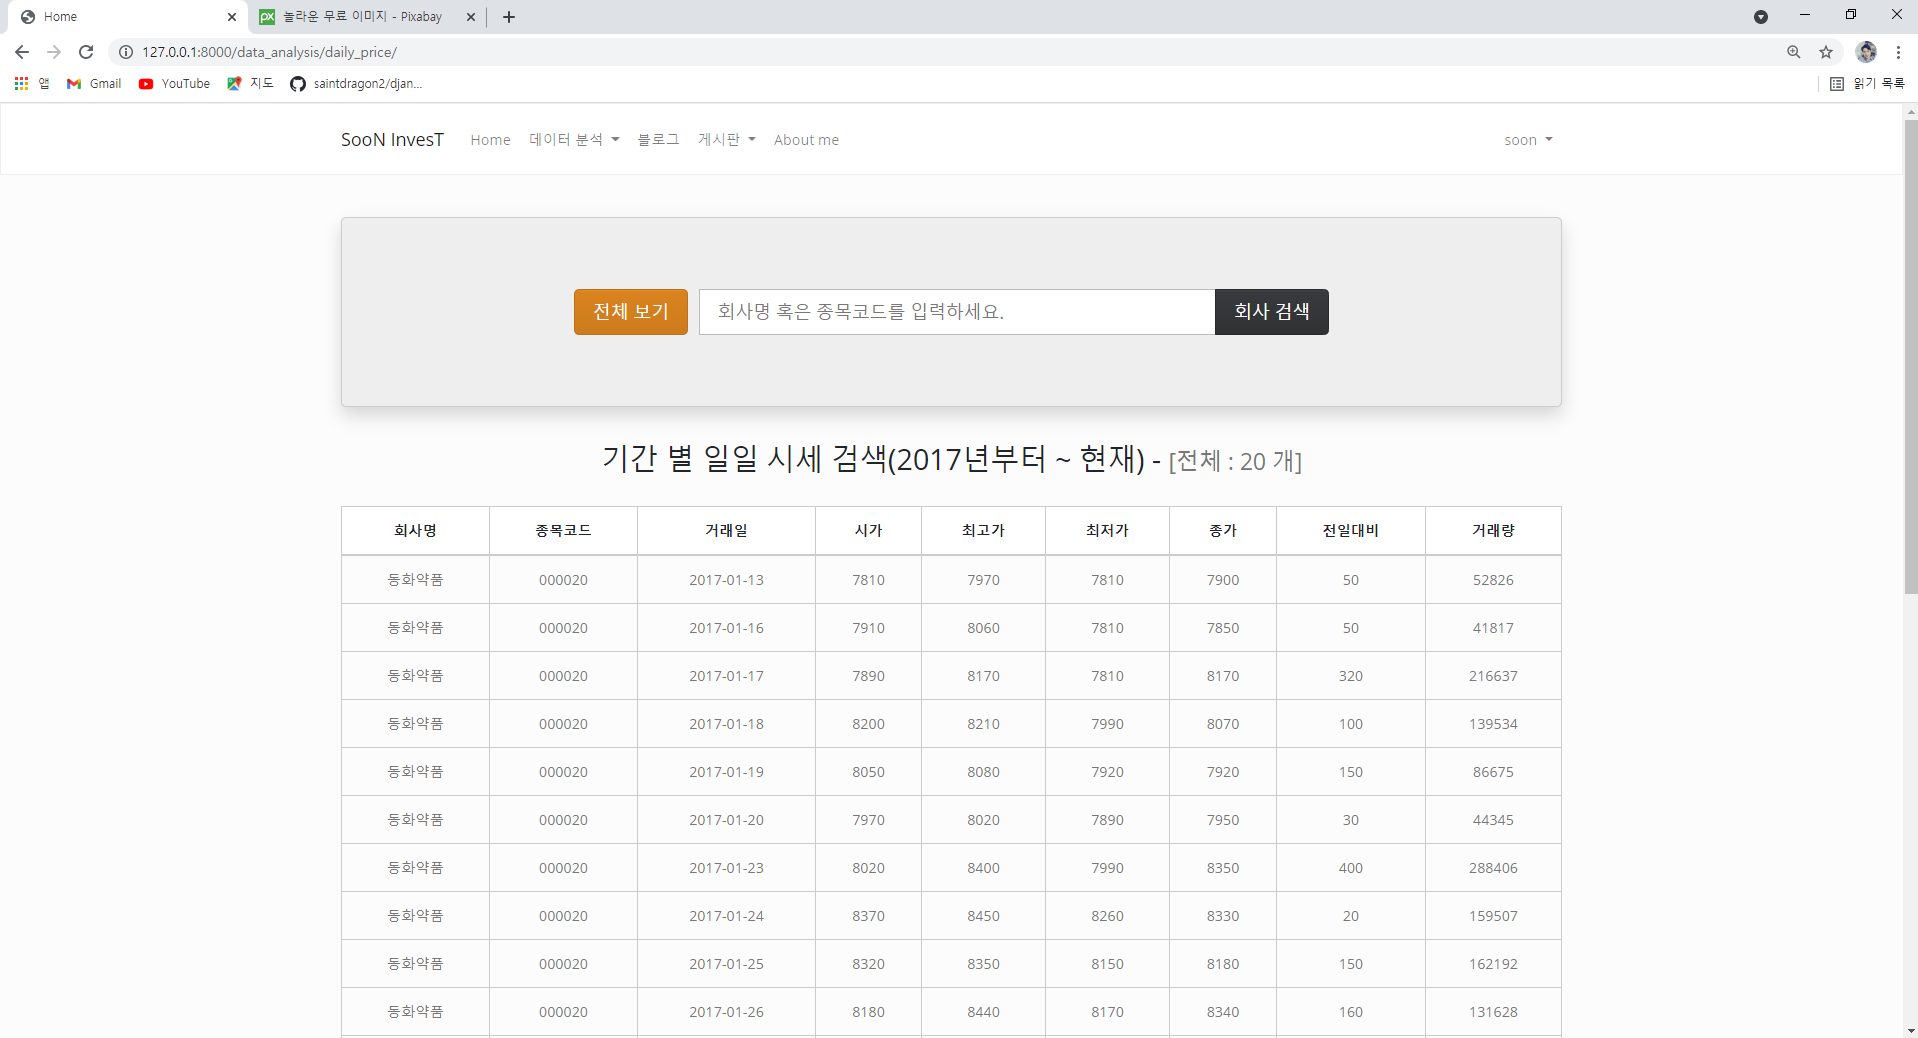 Home
놀라운 무료 이미지 - Pixabay
127.0.0.1:8000/data_analysis/daily_price/
앱 Gmail YouTube 지도 saintdragon2/djan... 읽기 목록
SooN InvesT Home 데이터 분석 블로그 게시판 About me soon
전체 보기 회사명 혹은 종목코드를 입력하세요. 회사 검색
기간 별 일일 시세 검색(2017년부터 ~ 현재) - [전체 : 20 개]
회사명 종목코드 거래일 시가 최고가 최저가 종가 전일대비 거래량
동화약품 000020 2017-01-13 7810 7970 7810 7900 50 52826
동화약품 000020 2017-01-16 7910 8060 7810 7850 50 41817
동화약품 000020 2017-01-17 7890 8170 7810 8170 320 216637
동화약품 000020 2017-01-18 8200 8210 7990 8070 100 139534
동화약품 000020 2017-01-19 8050 8080 7920 7920 150 86675
동화약품 000020 2017-01-20 7970 8020 7890 7950 30 44345
동화약품 000020 2017-01-23 8020 8400 7990 8350 400 288406
동화약품 000020 2017-01-24 8370 8450 8260 8330 20 159507
동화약품 000020 2017-01-25 8320 8350 8150 8180 150 162192
동화약품 000020 2017-01-26 8180 8440 8170 8340 160 131628